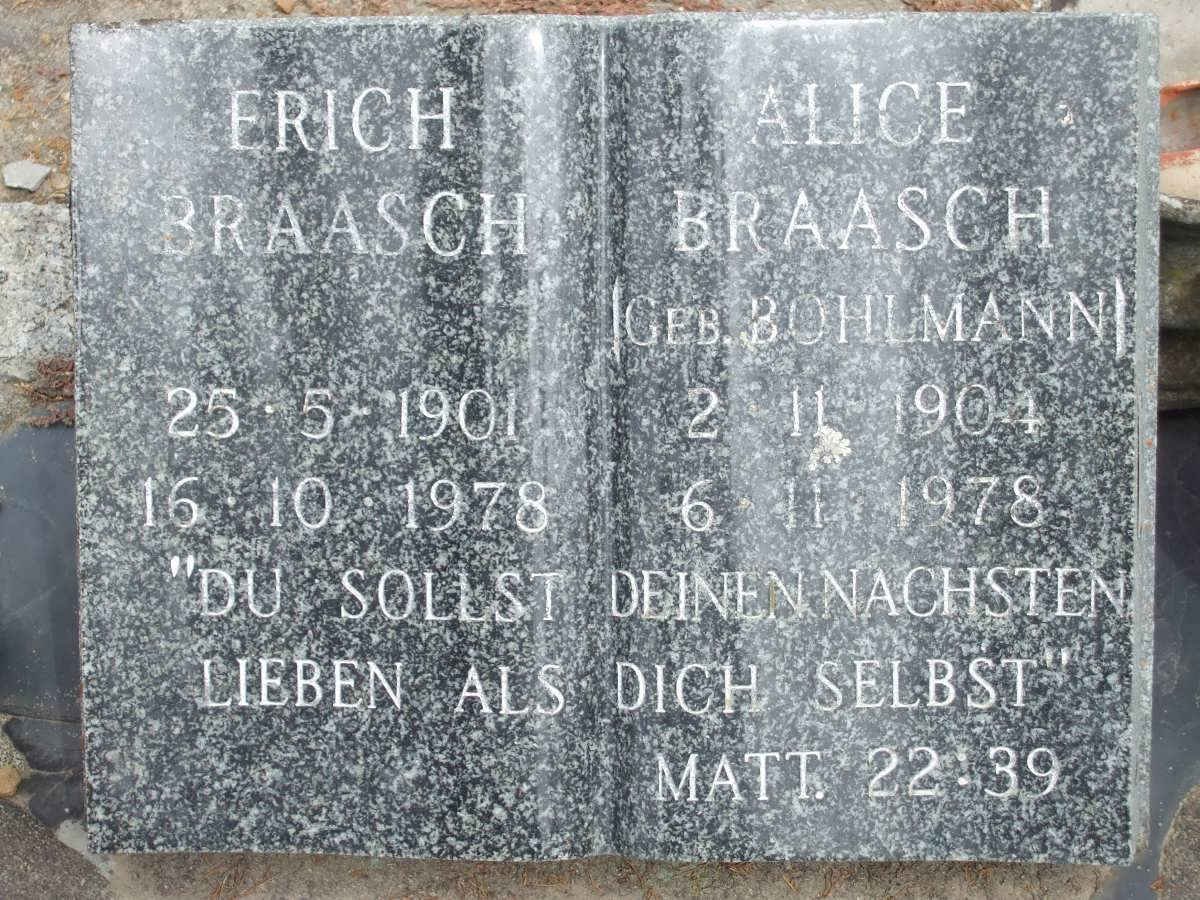 ERICH
BRAASCH
25·5·1901
16·10·1978
ALICE
BRAASCH
(GEB. BOHLMANN)
2·11·1904
6·11·1978
"DU SOLLST DEINEN NACHSTEN
LIEBEN ALS DICH SELBST"
MATT. 22:39